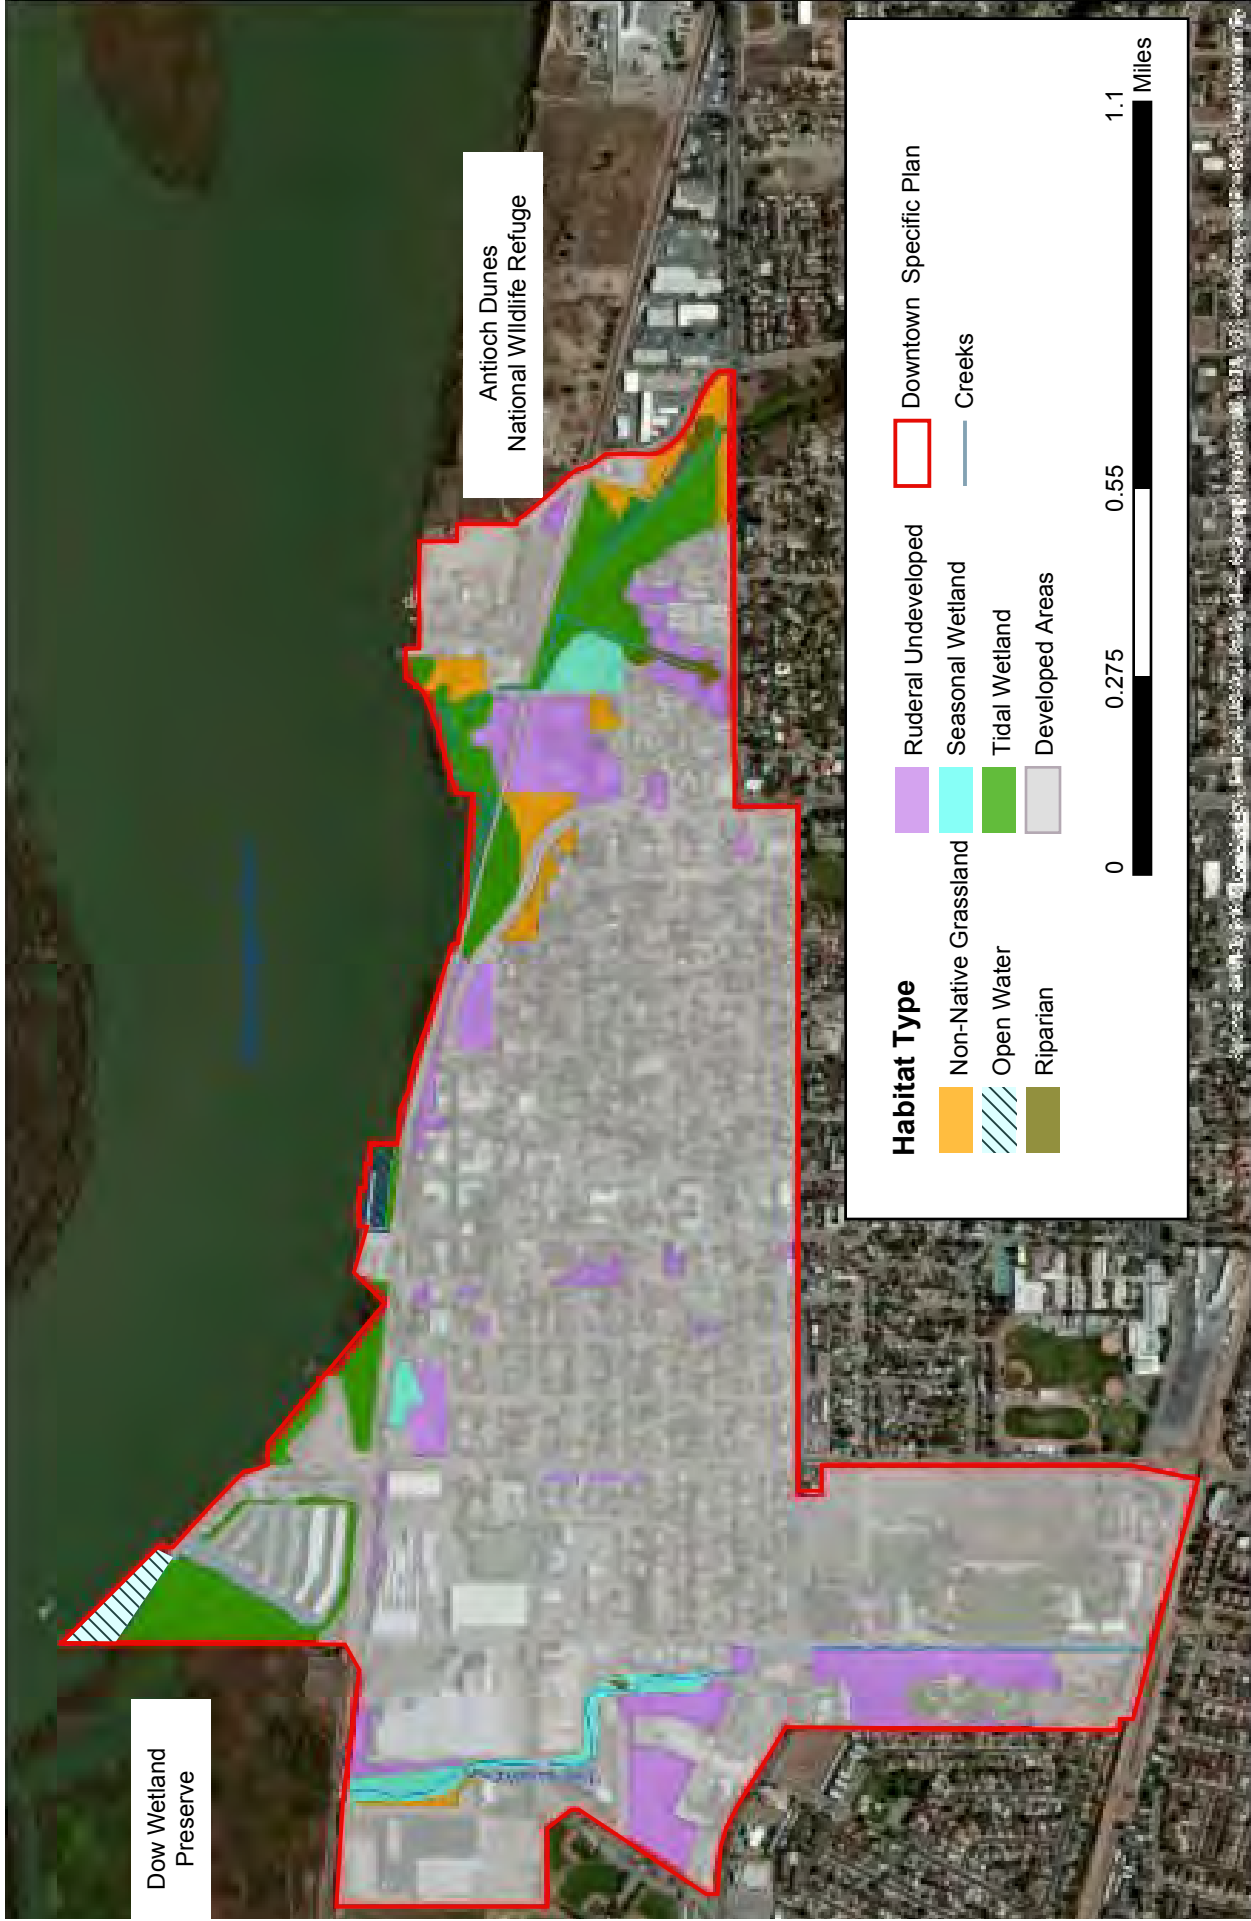 Dow Wetland
Preserve
Antioch Dunes
National WIldlife Refuge
Habitat Type
Non-Native Grassland
Open Water
Riparian
Ruderal Undeveloped
Seasonal Wetland
Tidal Wetland
Developed Areas
Downtown Specific Plan
Creeks
0 0.275 0.55 1.1
Miles